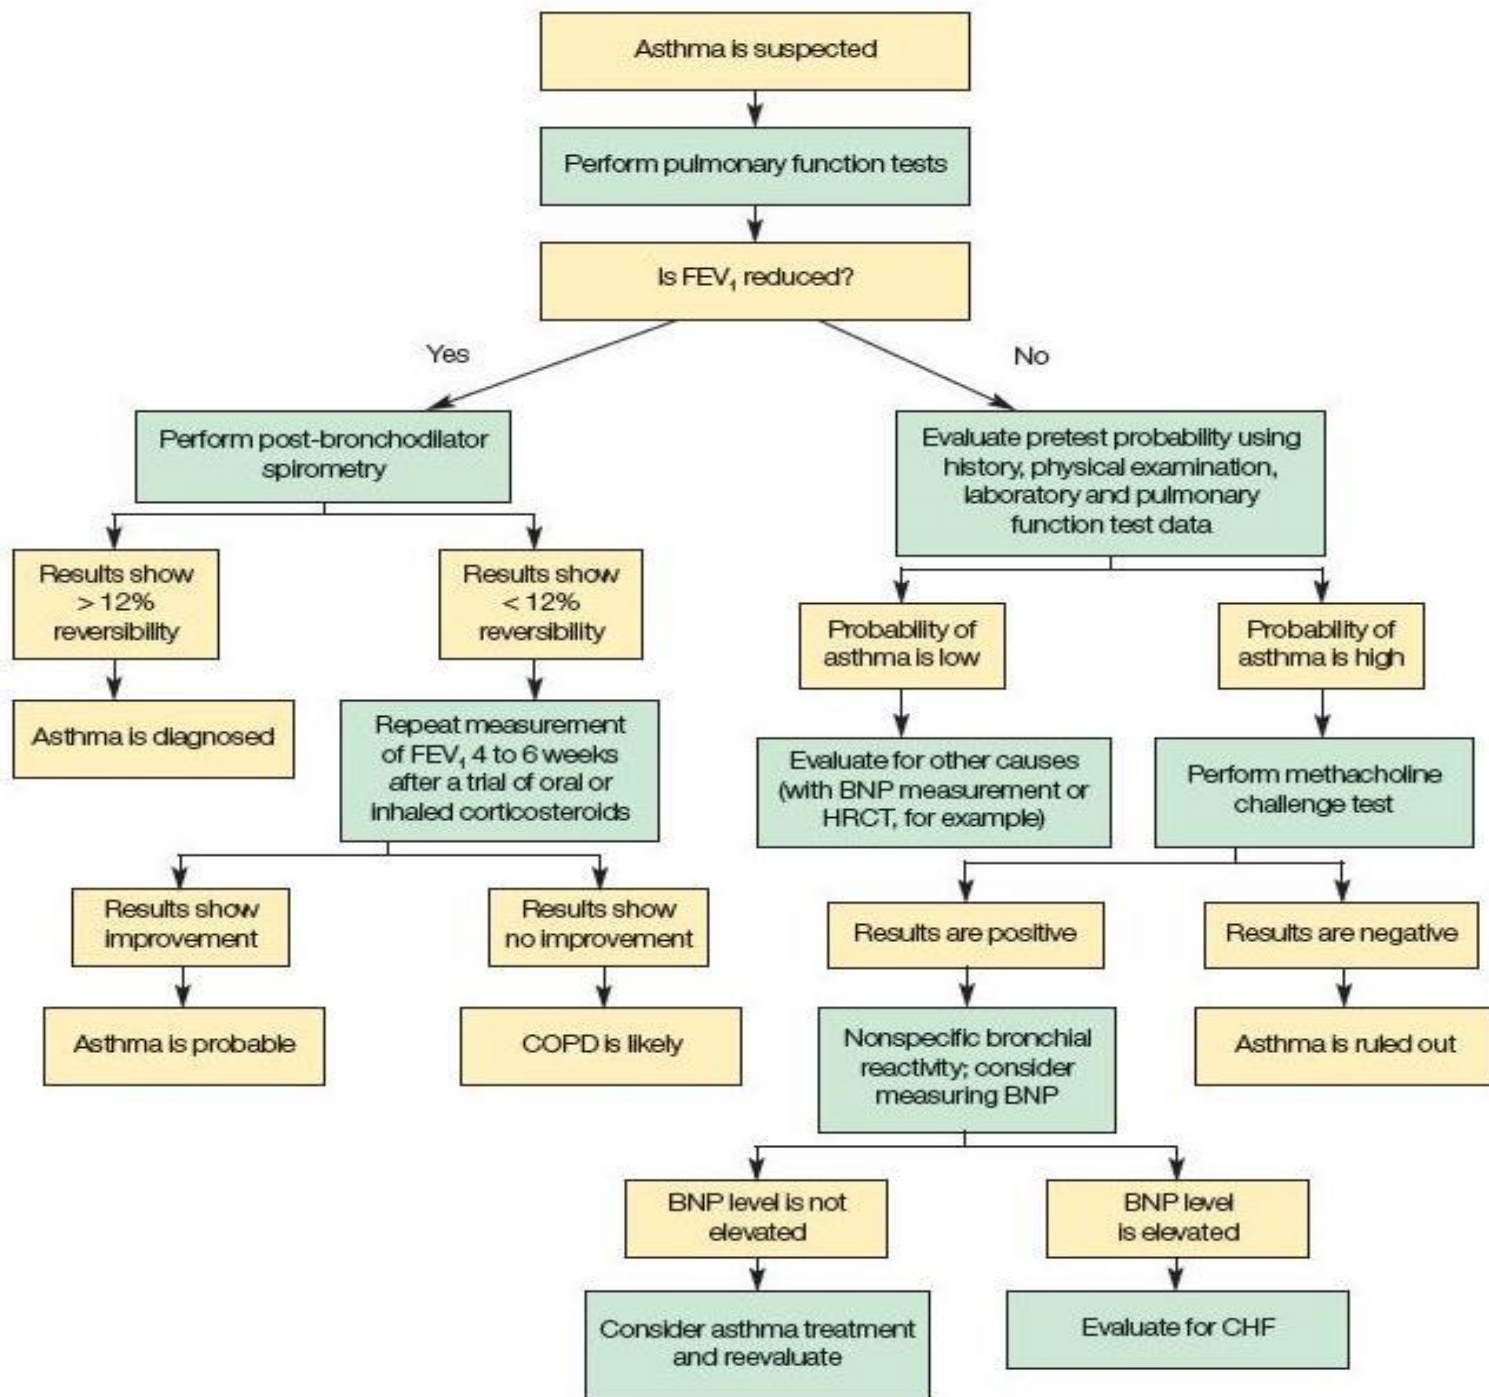 Asthma is suspected
Perform pulmonary function tests
Is FEV₁ reduced?
Yes
No
Perform post-bronchodilator
spirometry
Evaluate pretest probability using
history, physical examination,
laboratory and pulmonary
function test data
Results show
> 12%
reversibility
Results show
< 12%
reversibility
Probability of
asthma is low
Probability of
asthma is high
Asthma is diagnosed
Repeat measurement
of FEV₁ 4 to 6 weeks
after a trial of oral or
inhaled corticosteroids
Evaluate for other causes
(with BNP measurement or
HRCT, for example)
Perform methacholine
challenge test
Results show
improvement
Results show
no improvement
Results are positive
Results are negative
Asthma is probable
COPD is likely
Nonspecific bronchial
reactivity; consider
measuring BNP
Asthma is ruled out
BNP level is not
elevated
BNP level
is elevated
Consider asthma treatment
and reevaluate
Evaluate for CHF